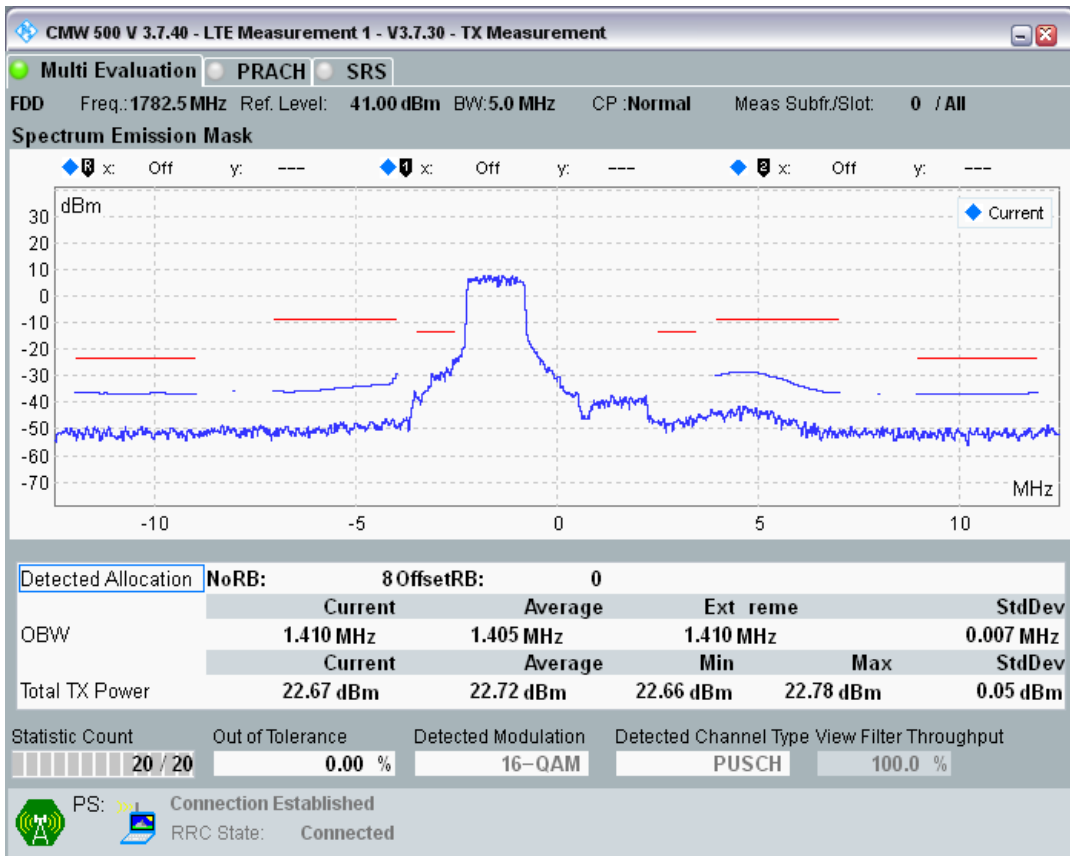 CMW 500 V 3.7.40 - LTE Measurement 1 - V3.7.30 - TX Measurement
Multi Evaluation PRACH SRS
FDD Freq.: 1782.5 MHz Ref. Level: 41.00 dBm BW: 5.0 MHz CP : Normal Meas Subfr./Slot: 0 / All
Spectrum Emission Mask
R x: Off y: --- 1 x: Off y: --- 2 x: Off y: ---
dBm
Current
30
20
10
0
-10
-20
-30
-40
-50
-60
-70
MHz
-10 -5 0 5 10
Detected Allocation NoRB: 8 OffsetRB: 0
Current Average Ext reme StdDev
OBW 1.410 MHz 1.405 MHz 1.410 MHz 0.007 MHz
Current Average Min Max StdDev
Total TX Power 22.67 dBm 22.72 dBm 22.66 dBm 22.78 dBm 0.05 dBm
Statistic Count Out of Tolerance Detected Modulation Detected Channel Type View Filter Throughput
20 / 20 0.00 % 16-QAM PUSCH 100.0 %
PS: Connection Established
RRC State: Connected